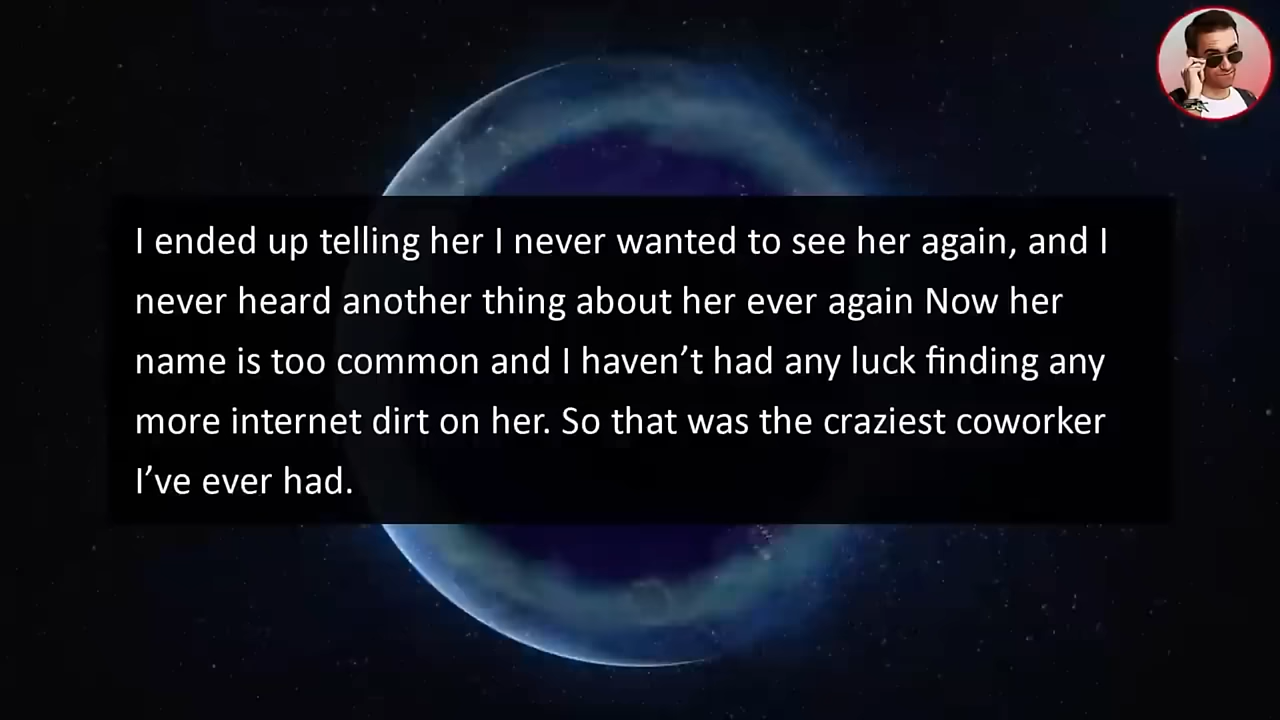 I ended up telling her I never wanted to see her again, and I
never heard another thing about her ever again Now her
name is too common and I haven’t had any luck finding any
more internet dirt on her. So that was the craziest coworker
I’ve ever had.